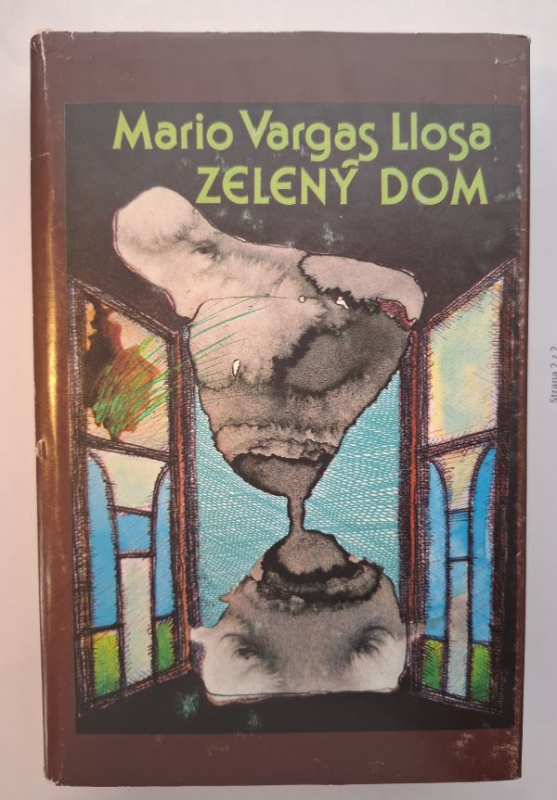 Mario Vargas Llosa
ZELENÝ DOM
Strana 2 z 2